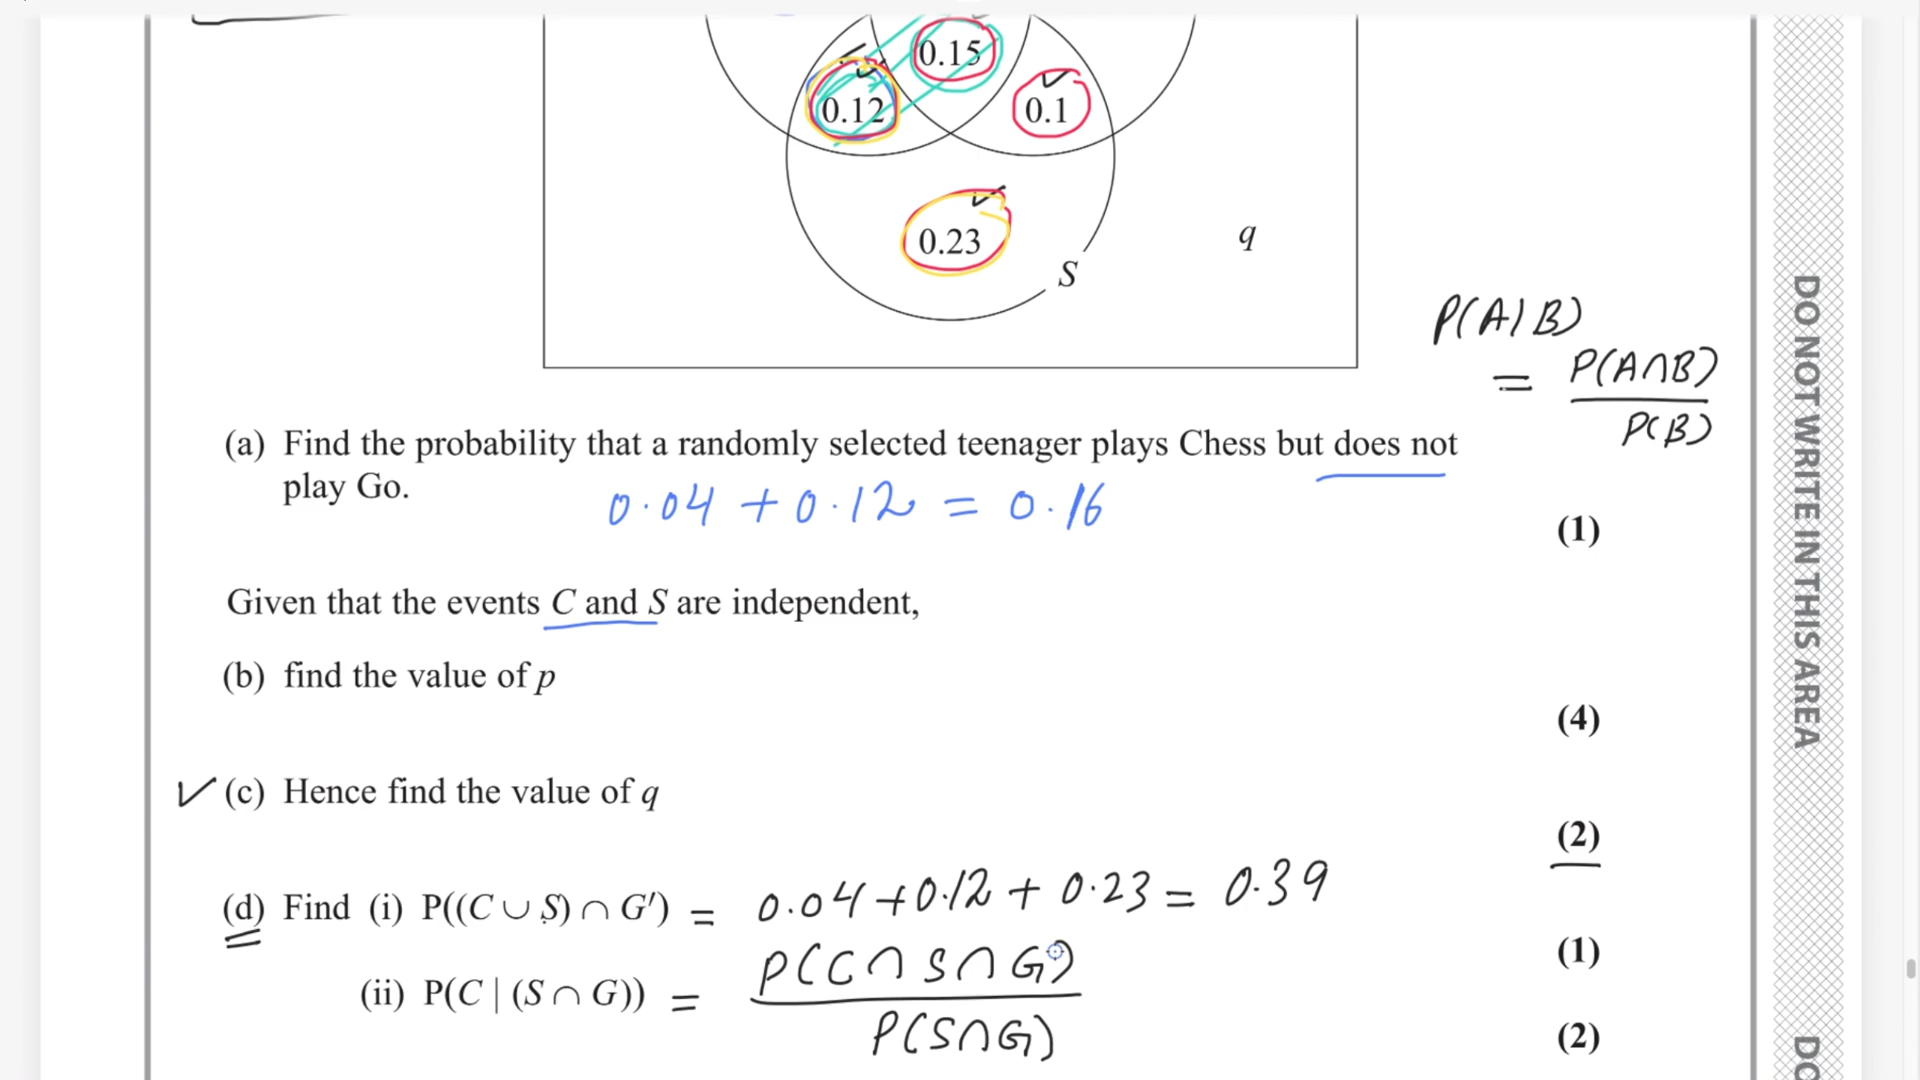 0.15
0.12
0.1
0.23
q
S
P(A|B)
= P(A∩B)
P(B)
(a) Find the probability that a randomly selected teenager plays Chess but does not
play Go.
0.04 + 0.12 = 0.16
(1)
Given that the events C and S are independent,
(b) find the value of p
(4)
(c) Hence find the value of q
(2)
(d) Find (i) P((C ∪ S) ∩ G′) = 0.04 + 0.12 + 0.23 = 0.39
(1)
(ii) P(C | (S ∩ G)) = P(C ∩ S ∩ G)
P(S∩G)
(2)
DO NOT WRITE IN THIS AREA
DO